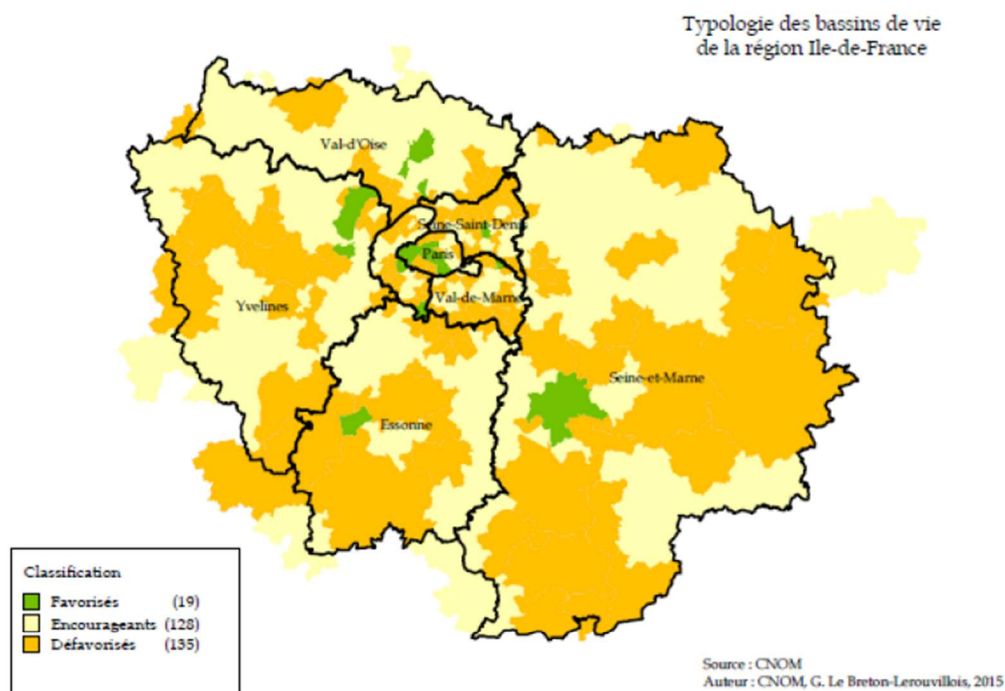 Typologie des bassins de vie
de la région Ile-de-France
Val-d'Oise
Seine-Saint-Denis
Paris
Val-de-Marne
Yvelines
Seine-et-Marne
Essonne
Classification
Favorisés (19)
Encourageants (128)
Défavorisés (135)
Source : CNOM
Auteur : CNOM, G. Le Breton-Lerouvillois, 2015